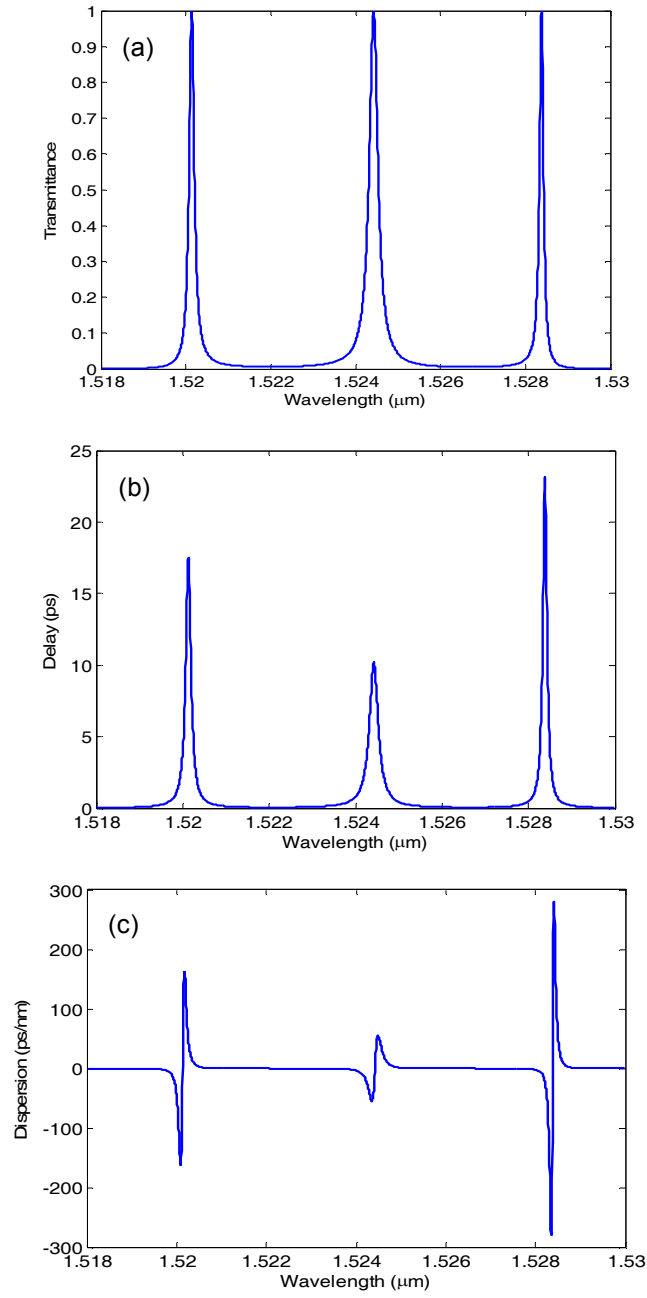 (a)
1
0.9
0.8
0.7
0.6
0.5
0.4
0.3
0.2
0.1
0
Transmittance
1.518 1.52 1.522 1.524 1.526 1.528 1.53
Wavelength (μm)
(b)
25
20
15
10
5
0
Delay (ps)
1.518 1.52 1.522 1.524 1.526 1.528 1.53
Wavelength (μm)
(c)
300
200
100
0
-100
-200
-300
Dispersion (ps/nm)
1.518 1.52 1.522 1.524 1.526 1.528 1.53
Wavelength (μm)